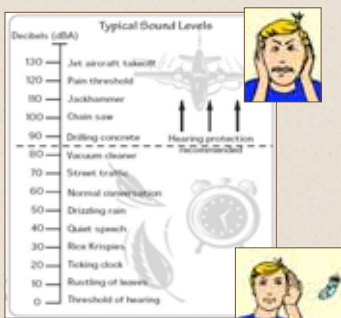 Typical Sound Levels
Decibels (dBA)
130 Jet aircraft takeoff
120 Pain threshold
110 Jackhammer
100 Chain saw
90 Drilling concrete
Hearing protection
recommended
80 Vacuum cleaner
70 Street traffic
60 Normal conversation
50 Drizzling rain
40 Quiet speech
30 Rice Krispies
20 Ticking clock
10 Rustling of leaves
0 Threshold of hearing